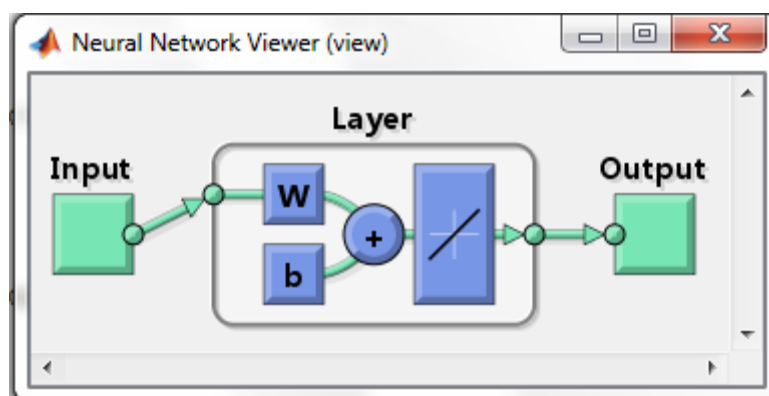 Neural Network Viewer (view)
Layer
Input
Output
W
b
+